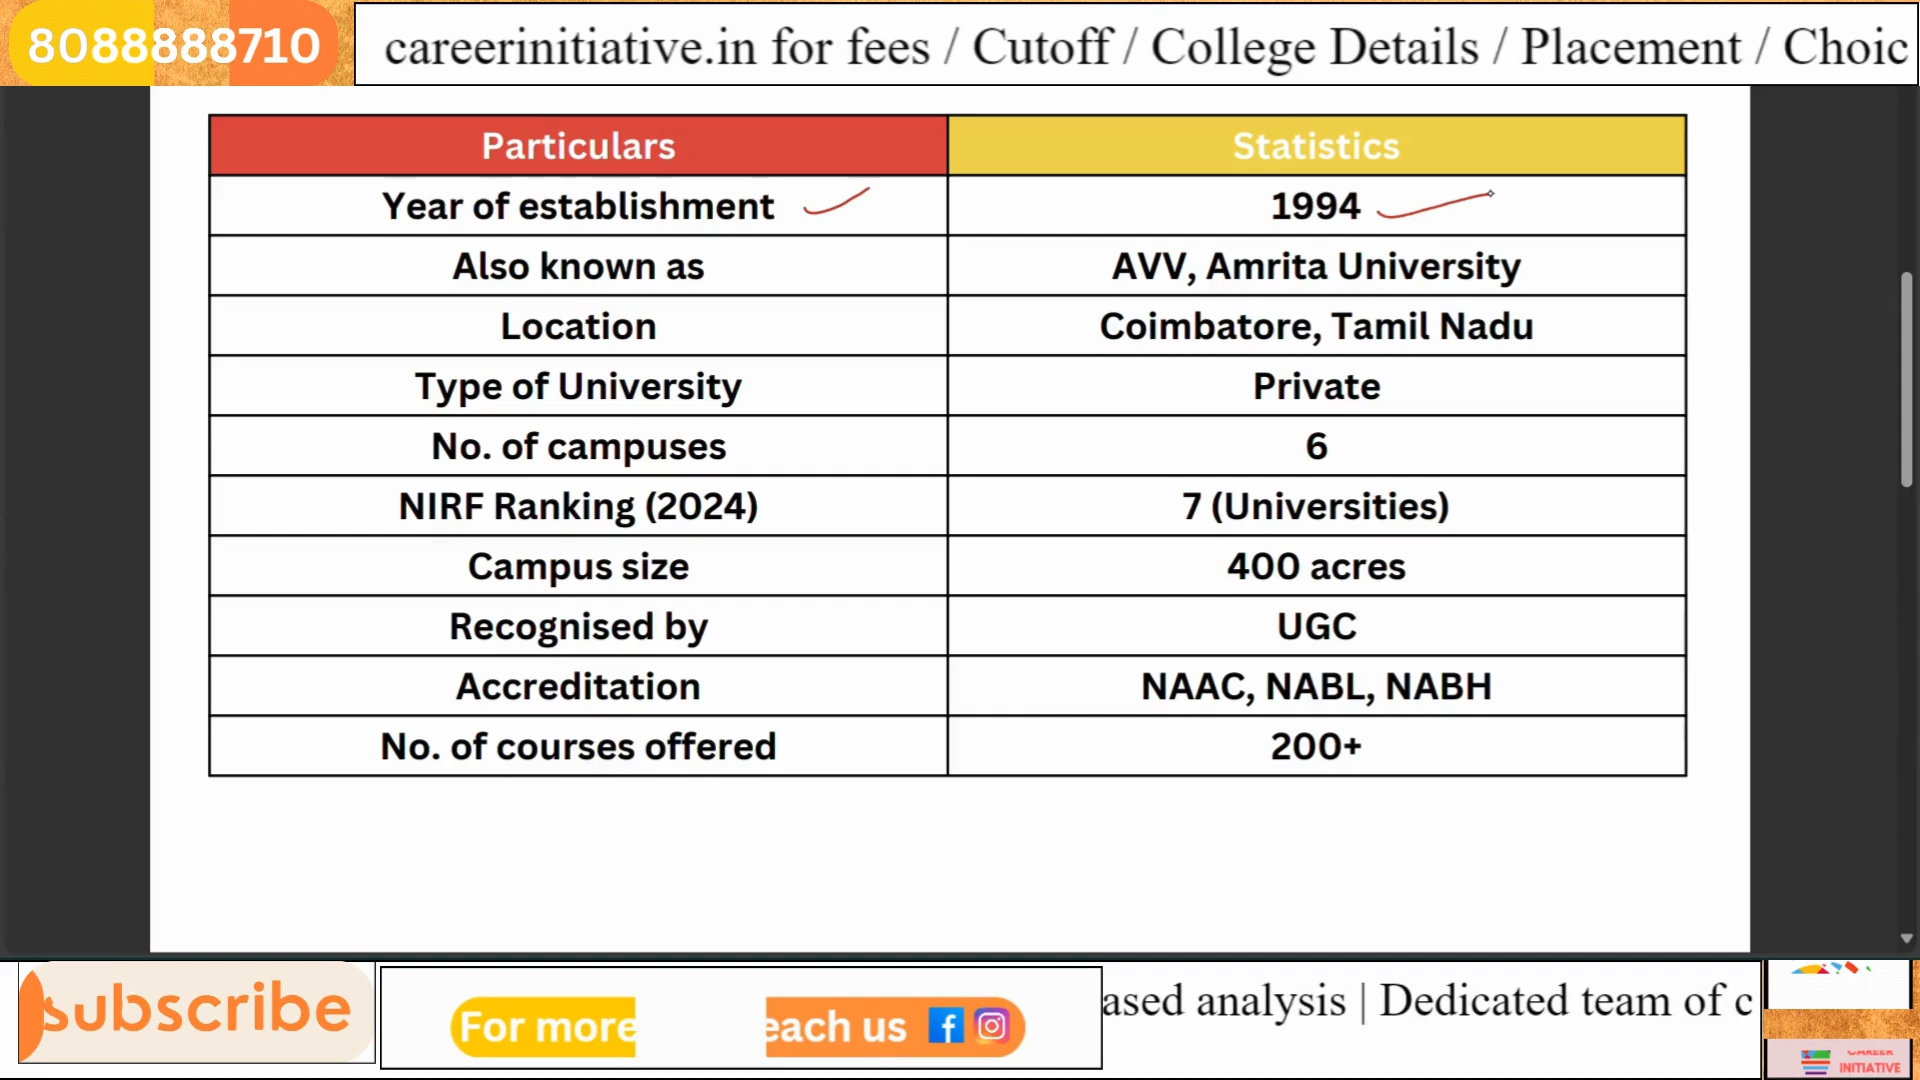 8088888710
careerinitiative.in for fees / Cutoff / College Details / Placement / Choic
Particulars Statistics
Year of establishment 1994
Also known as AVV, Amrita University
Location Coimbatore, Tamil Nadu
Type of University Private
No. of campuses 6
NIRF Ranking (2024) 7 (Universities)
Campus size 400 acres
Recognised by UGC
Accreditation NAAC, NABL, NABH
No. of courses offered 200+
subscribe
For more each us
ased analysis | Dedicated team of c
CAREER
INITIATIVE